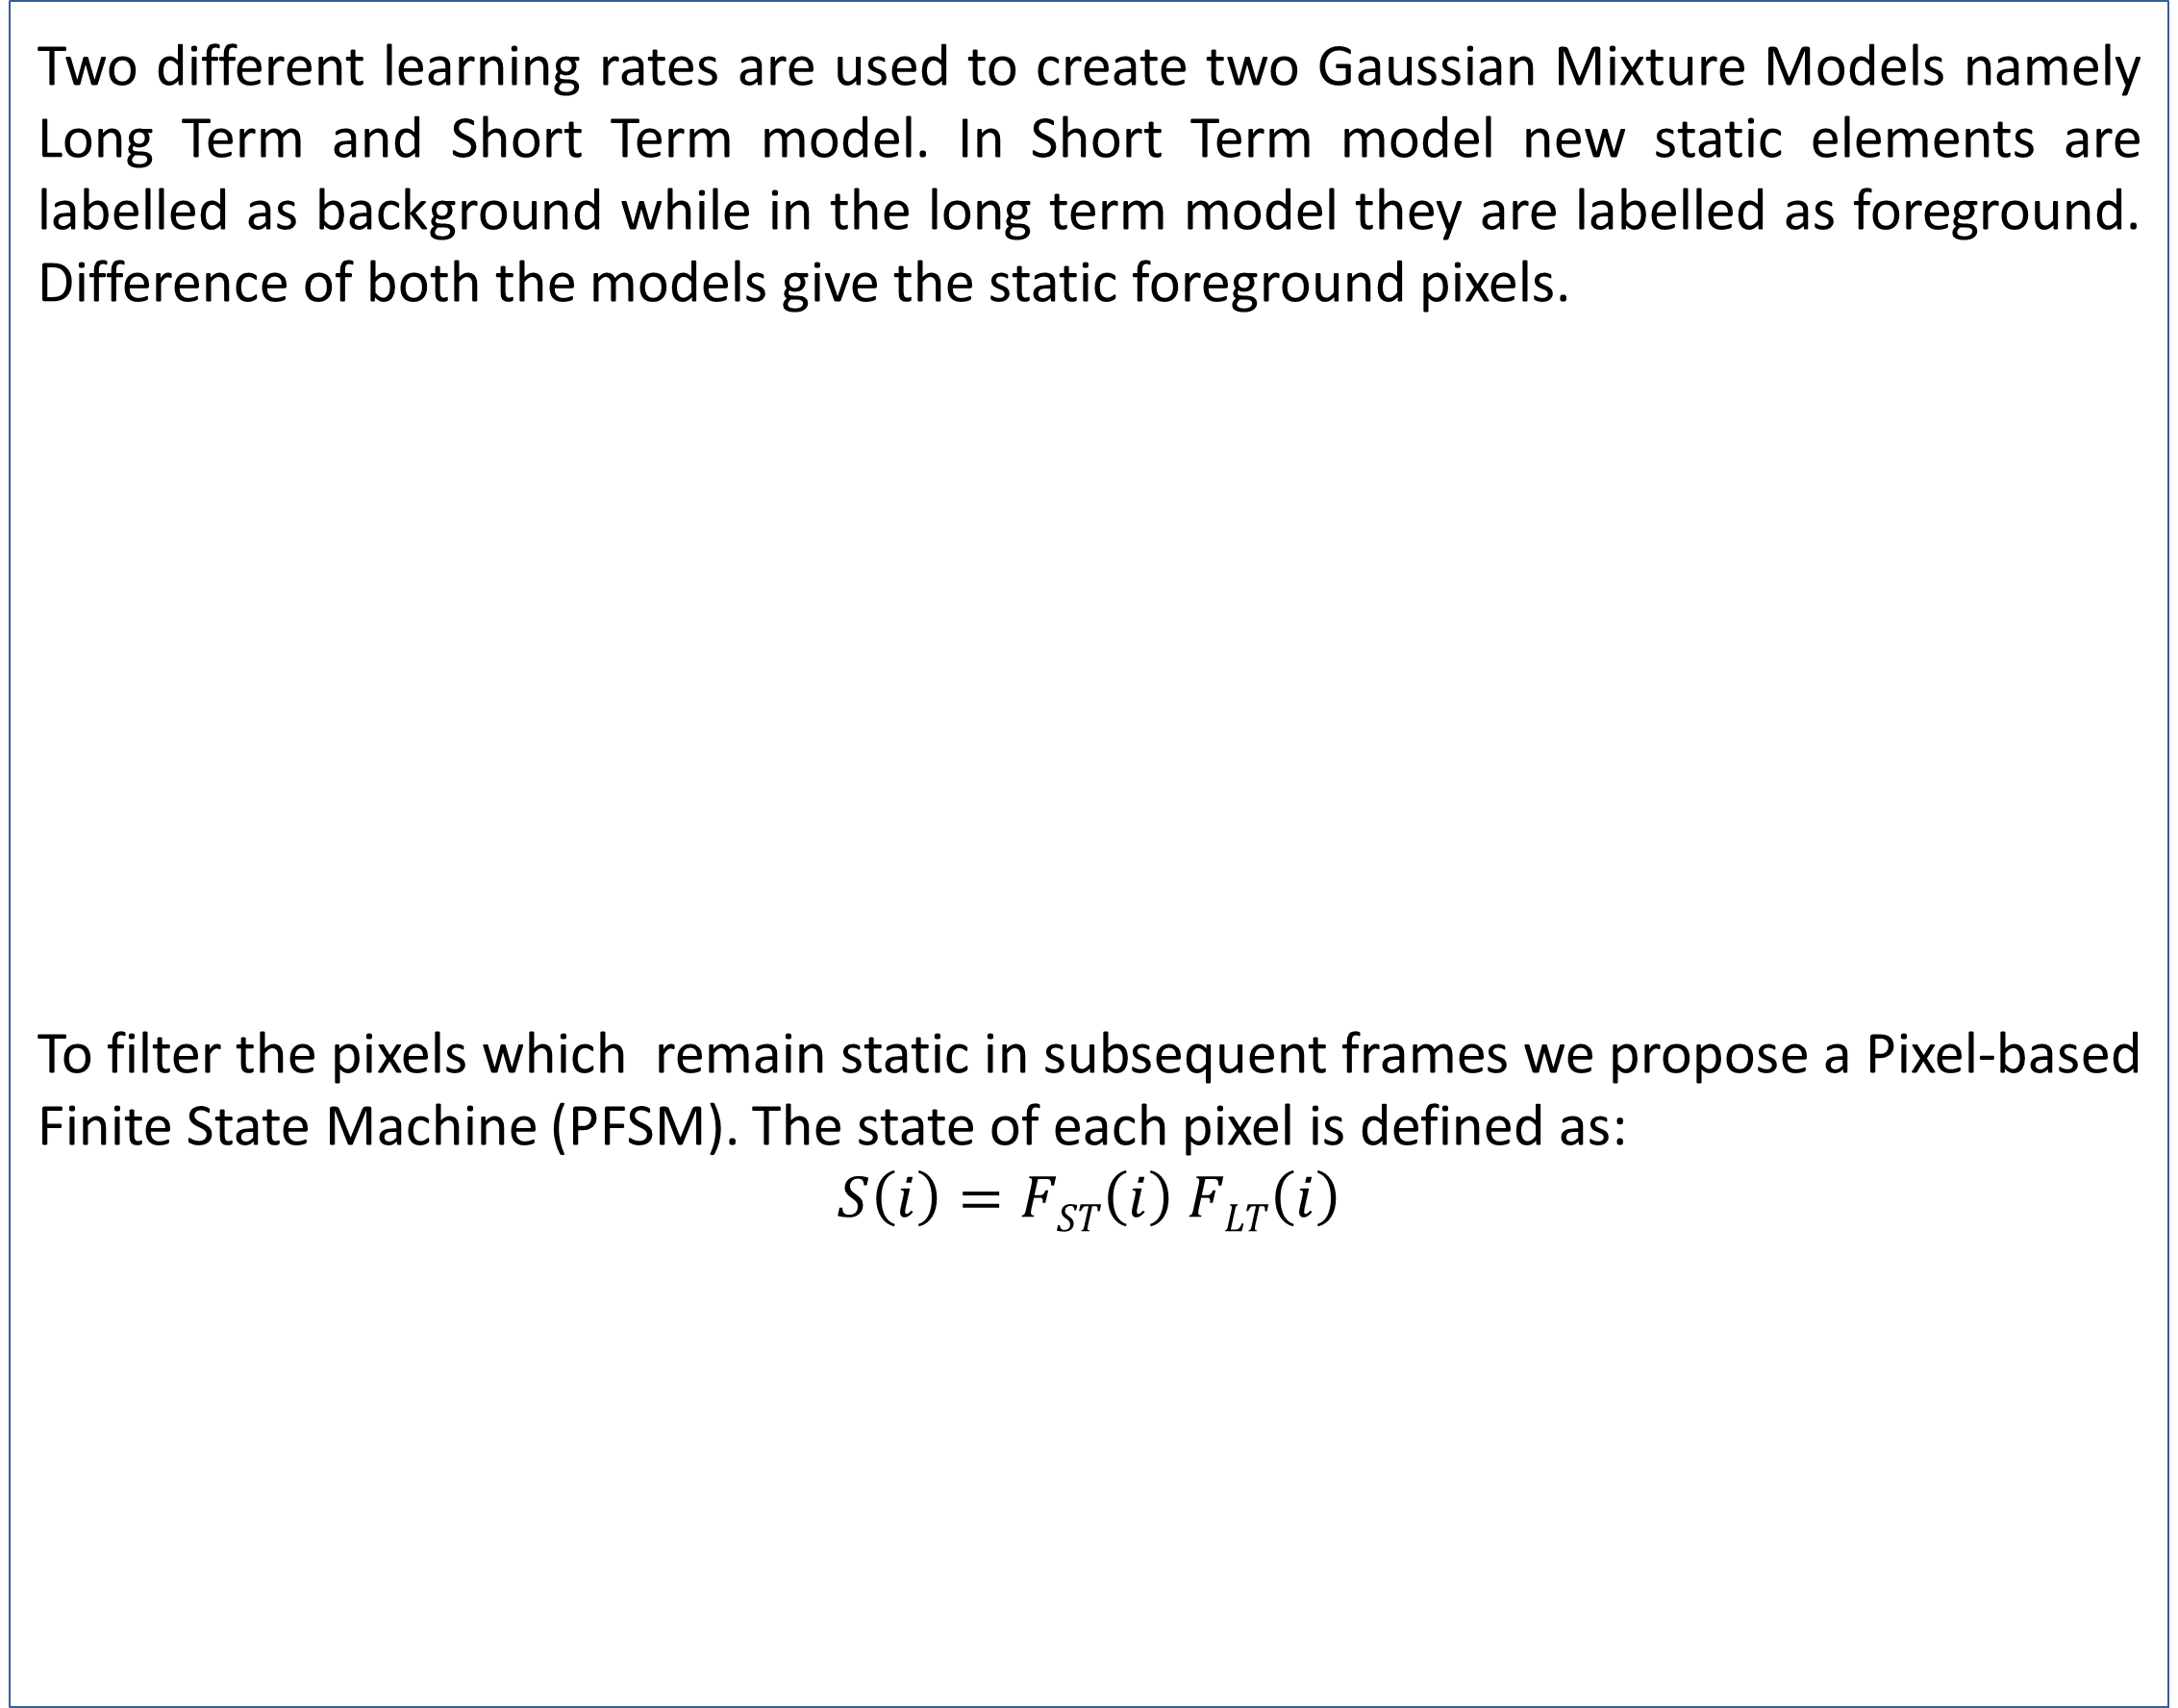 Two different learning rates are used to create two Gaussian Mixture Models namely
Long Term and Short Term model. In Short Term model new static elements are
labelled as background while in the long term model they are labelled as foreground.
Difference of both the models give the static foreground pixels.
To filter the pixels which remain static in subsequent frames we propose a Pixel-based
Finite State Machine (PFSM). The state of each pixel is defined as:
S(i) = F_ST(i) F_LT(i)